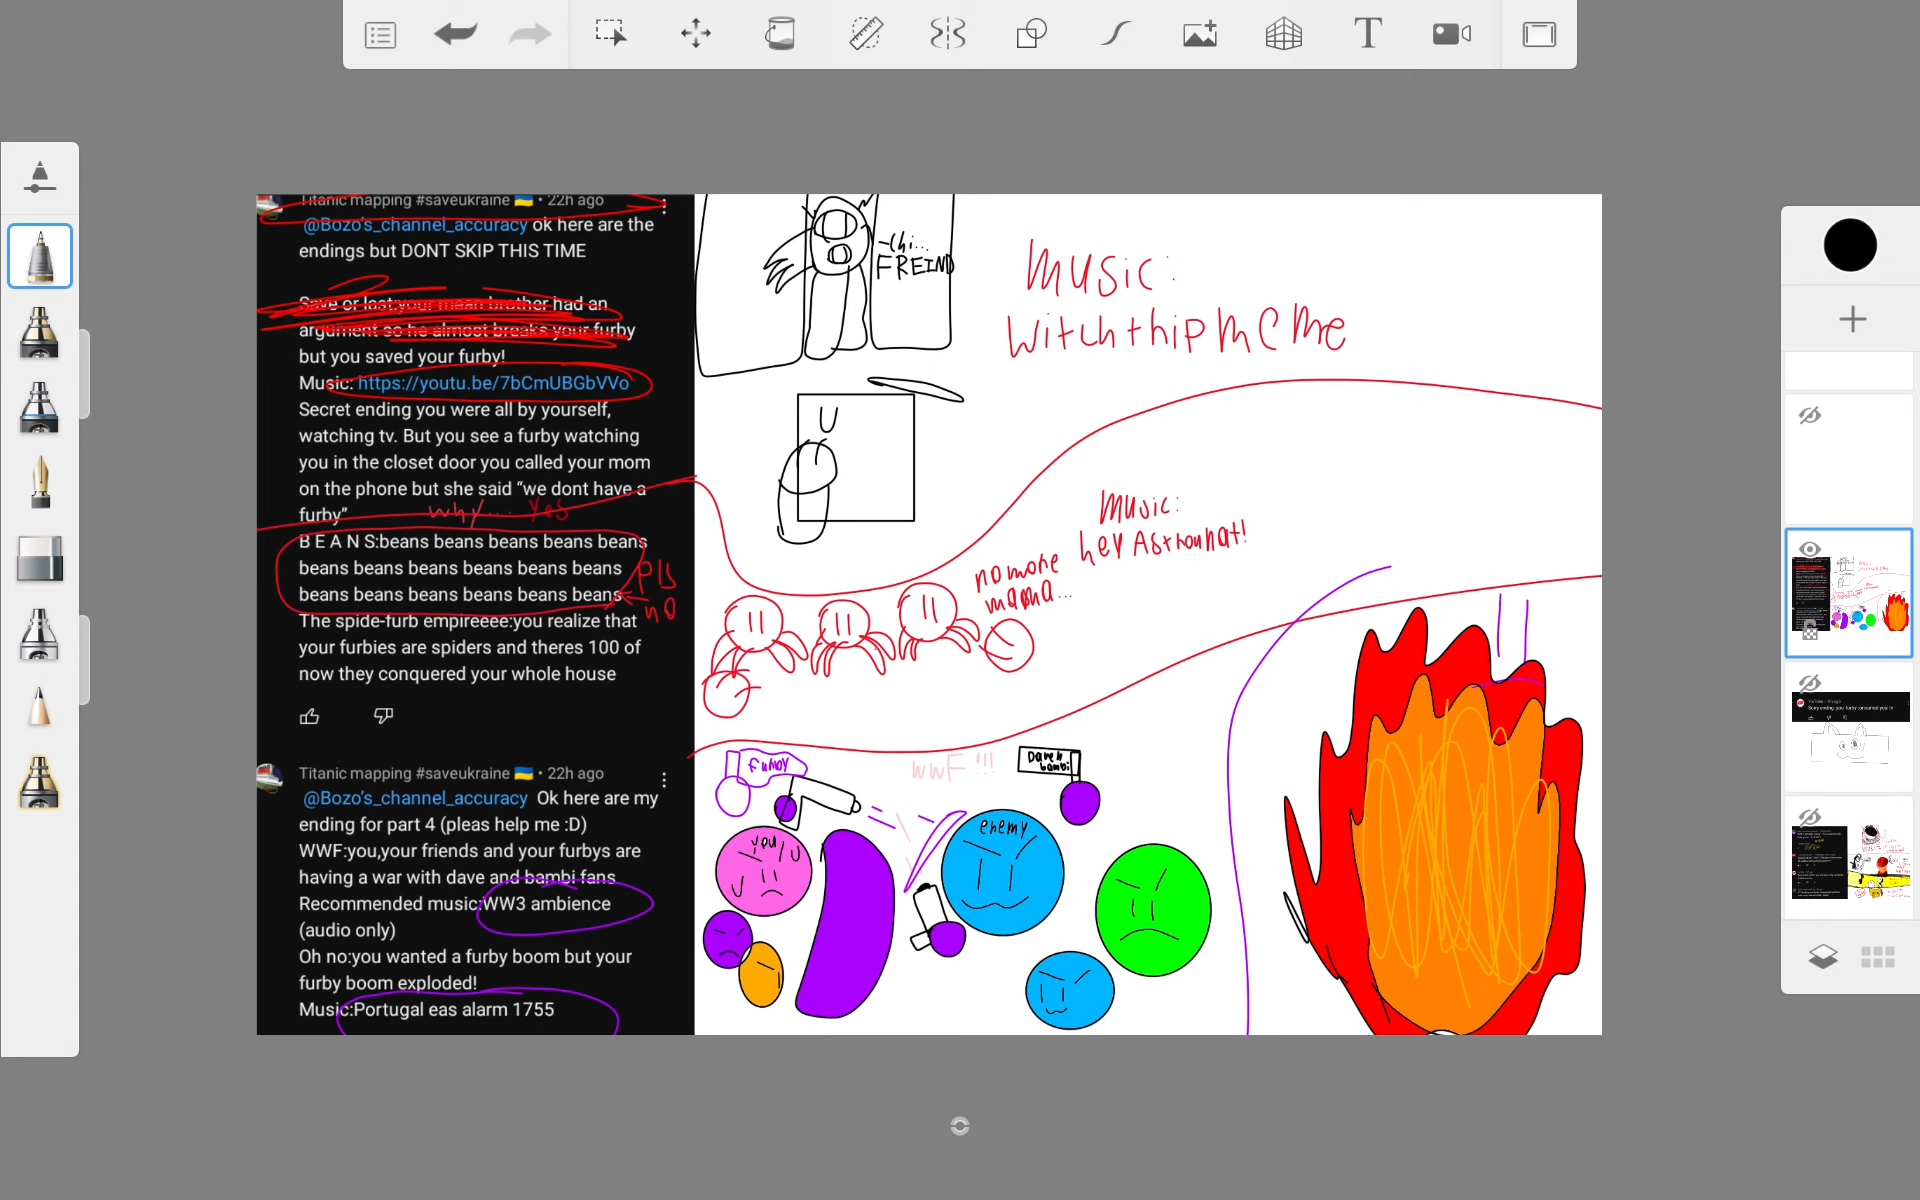 Titanic mapping #saveukraine 🇺🇦 • 22h ago
@Bozo's_channel_accuracy ok here are the
endings but DONT SKIP THIS TIME
Save or lost:your mean brother had an
argument so he almost breaks your furby
but you saved your furby!
Music: https://youtu.be/7bCmUBGbVVo
Secret ending you were all by yourself,
watching tv. But you see a furby watching
you in the closet door you called your mom
on the phone but she said “we dont have a
furby”
why... Yes
B E A N S:beans beans beans beans beans
beans beans beans beans beans beans
beans beans beans beans beans beans
Pls
no
The spide-furb empireeee:you realize that
your furbies are spiders and theres 100 of
now they conquered your whole house
Titanic mapping #saveukraine 🇺🇦 • 22h ago
@Bozo's_channel_accuracy Ok here are my
ending for part 4 (pleas help me :D)
WWF:you,your friends and your furbys are
having a war with dave and bambi fans
Recommended music:WW3 ambience
(audio only)
Oh no:you wanted a furby boom but your
furby boom exploded!
Music:Portugal eas alarm 1755
-Chi...
FREIND
Music:
Witchthip meme
U
Music:
hey Astrounat!
no more
mama...
WWF !!!
you/U
enemy
T